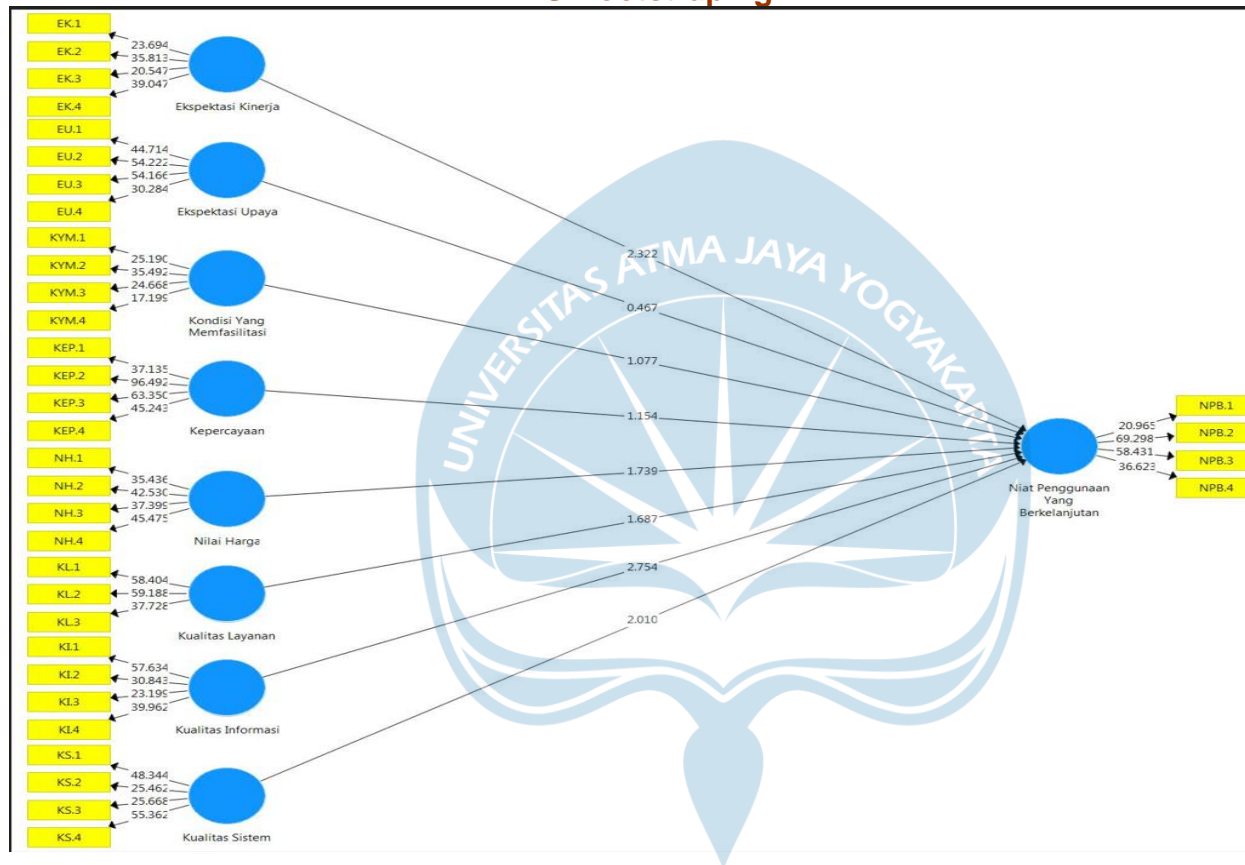 EK.1
EK.2
EK.3
EK.4
23.694
35.813
20.547
39.047
Ekspektasi Kinerja
EU.1
EU.2
EU.3
EU.4
44.714
54.222
54.166
30.284
Ekspektasi Upaya
KYM.1
KYM.2
KYM.3
KYM.4
25.190
35.492
24.668
17.199
Kondisi Yang
Memfasilitasi
KEP.1
KEP.2
KEP.3
KEP.4
37.135
96.492
63.350
45.243
Kepercayaan
NH.1
NH.2
NH.3
NH.4
35.436
42.530
37.399
45.475
Nilai Harga
KL.1
KL.2
KL.3
58.404
59.188
37.728
Kualitas Layanan
KI.1
KI.2
KI.3
KI.4
57.634
30.843
23.199
39.962
Kualitas Informasi
KS.1
KS.2
KS.3
KS.4
48.344
25.462
25.668
55.362
Kualitas Sistem
2.322
0.467
1.077
1.154
1.739
1.687
2.754
2.010
UNIVERSITAS ATMA JAYA YOGYAKARTA
Niat Penggunaan
Yang
Berkelanjutan
20.965
69.298
58.431
36.623
NPB.1
NPB.2
NPB.3
NPB.4